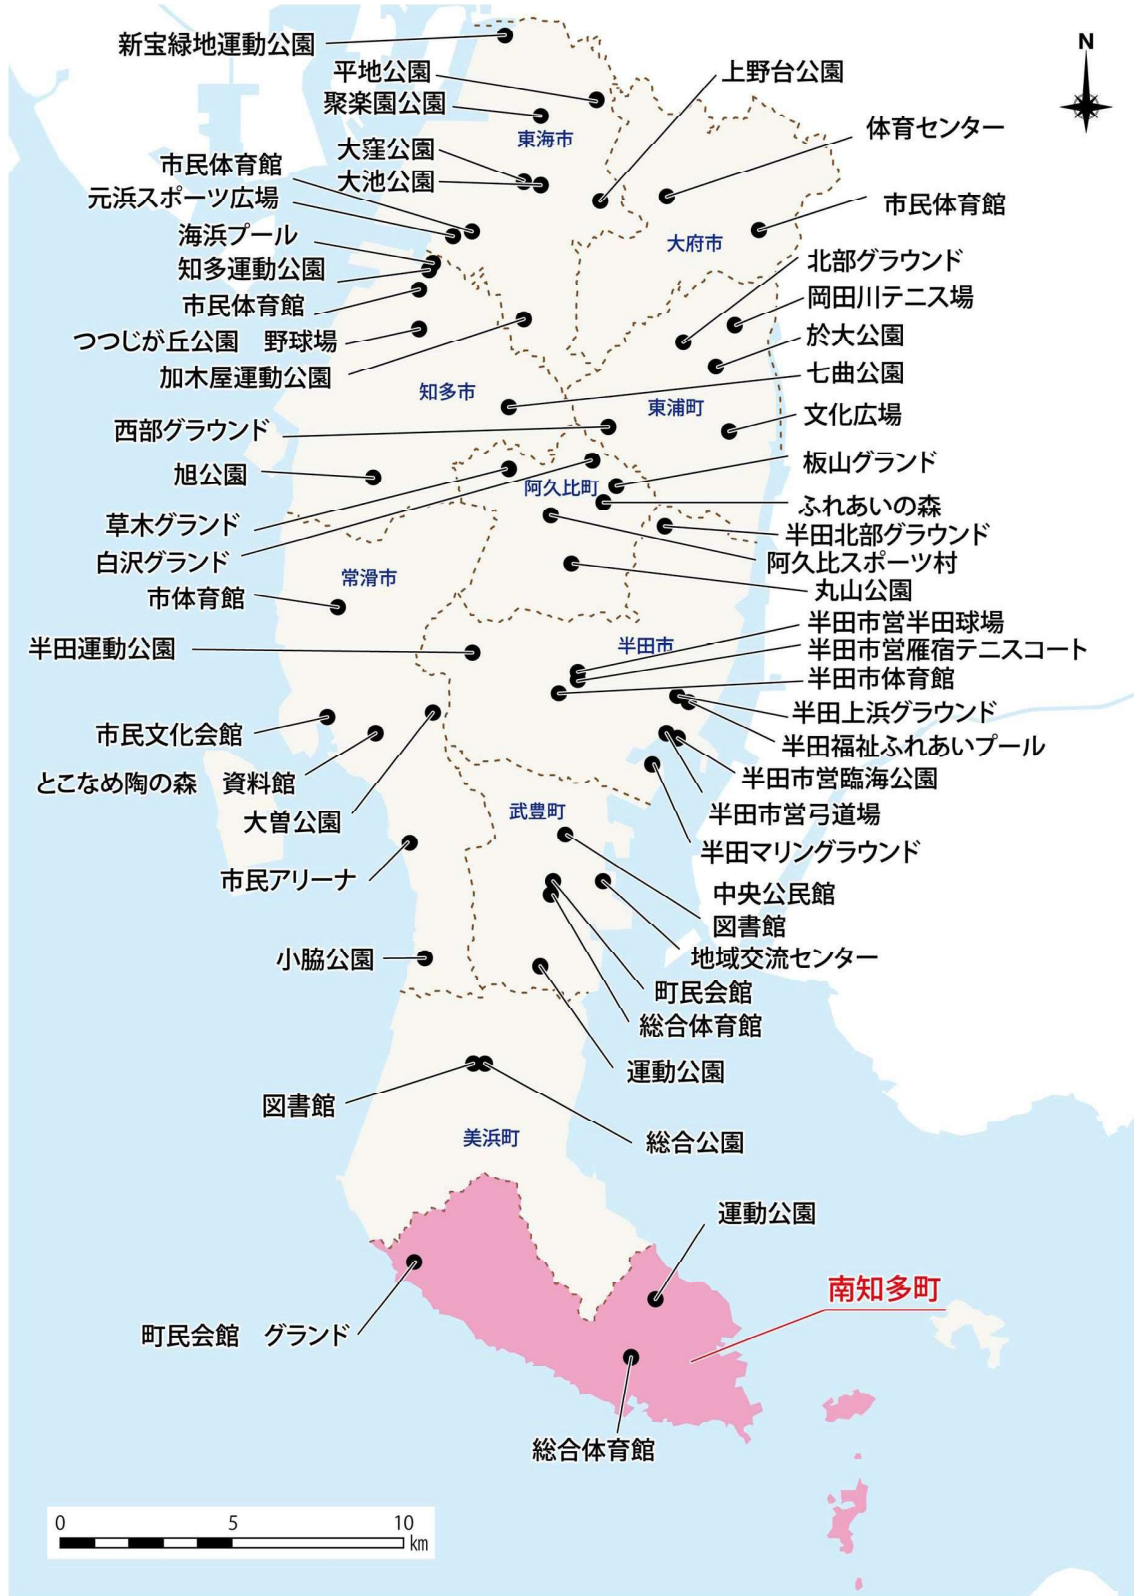 新宝緑地運動公園
N
平地公園
上野台公園
聚楽園公園
東海市
体育センター
大窪公園
市民体育館
大池公園
元浜スポーツ広場
市民体育館
海浜プール
大府市
知多運動公園
北部グラウンド
市民体育館
岡田川テニス場
つつじが丘公園　野球場
於大公園
加木屋運動公園
七曲公園
知多市
東浦町
文化広場
西部グラウンド
板山グランド
旭公園
阿久比町
ふれあいの森
草木グランド
半田北部グラウンド
白沢グランド
阿久比スポーツ村
常滑市
丸山公園
市体育館
半田市営半田球場
半田運動公園
半田市
半田市営雁宿テニスコート
半田市体育館
半田上浜グラウンド
市民文化会館
半田福祉ふれあいプール
とこなめ陶の森　資料館
半田市営臨海公園
大曽公園
武豊町
半田市営弓道場
半田マリングラウンド
市民アリーナ
中央公民館
図書館
小脇公園
地域交流センター
町民会館
総合体育館
運動公園
図書館
美浜町
総合公園
運動公園
南知多町
町民会館　グランド
総合体育館
0 5 10
km